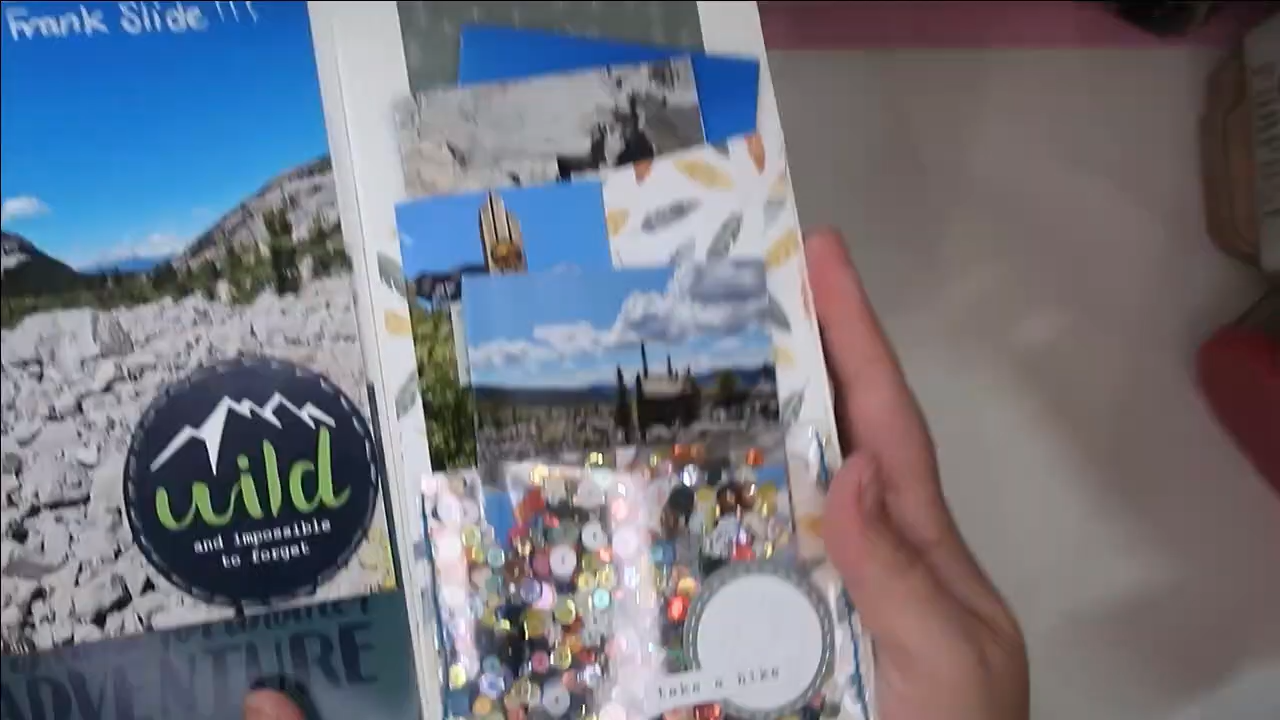 Frank Slide !!!
wild
and impossible
to forget
ADVENTURE
take a hike